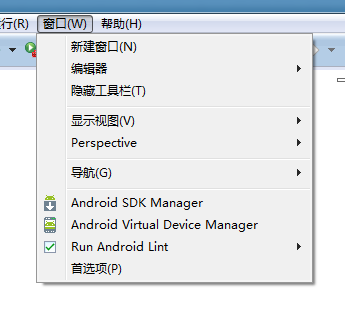 行(R) 窗口(W) 帮助(H)
新建窗口(N)
编辑器
隐藏工具栏(T)
显示视图(V)
Perspective
导航(G)
Android SDK Manager
Android Virtual Device Manager
Run Android Lint
首选项(P)